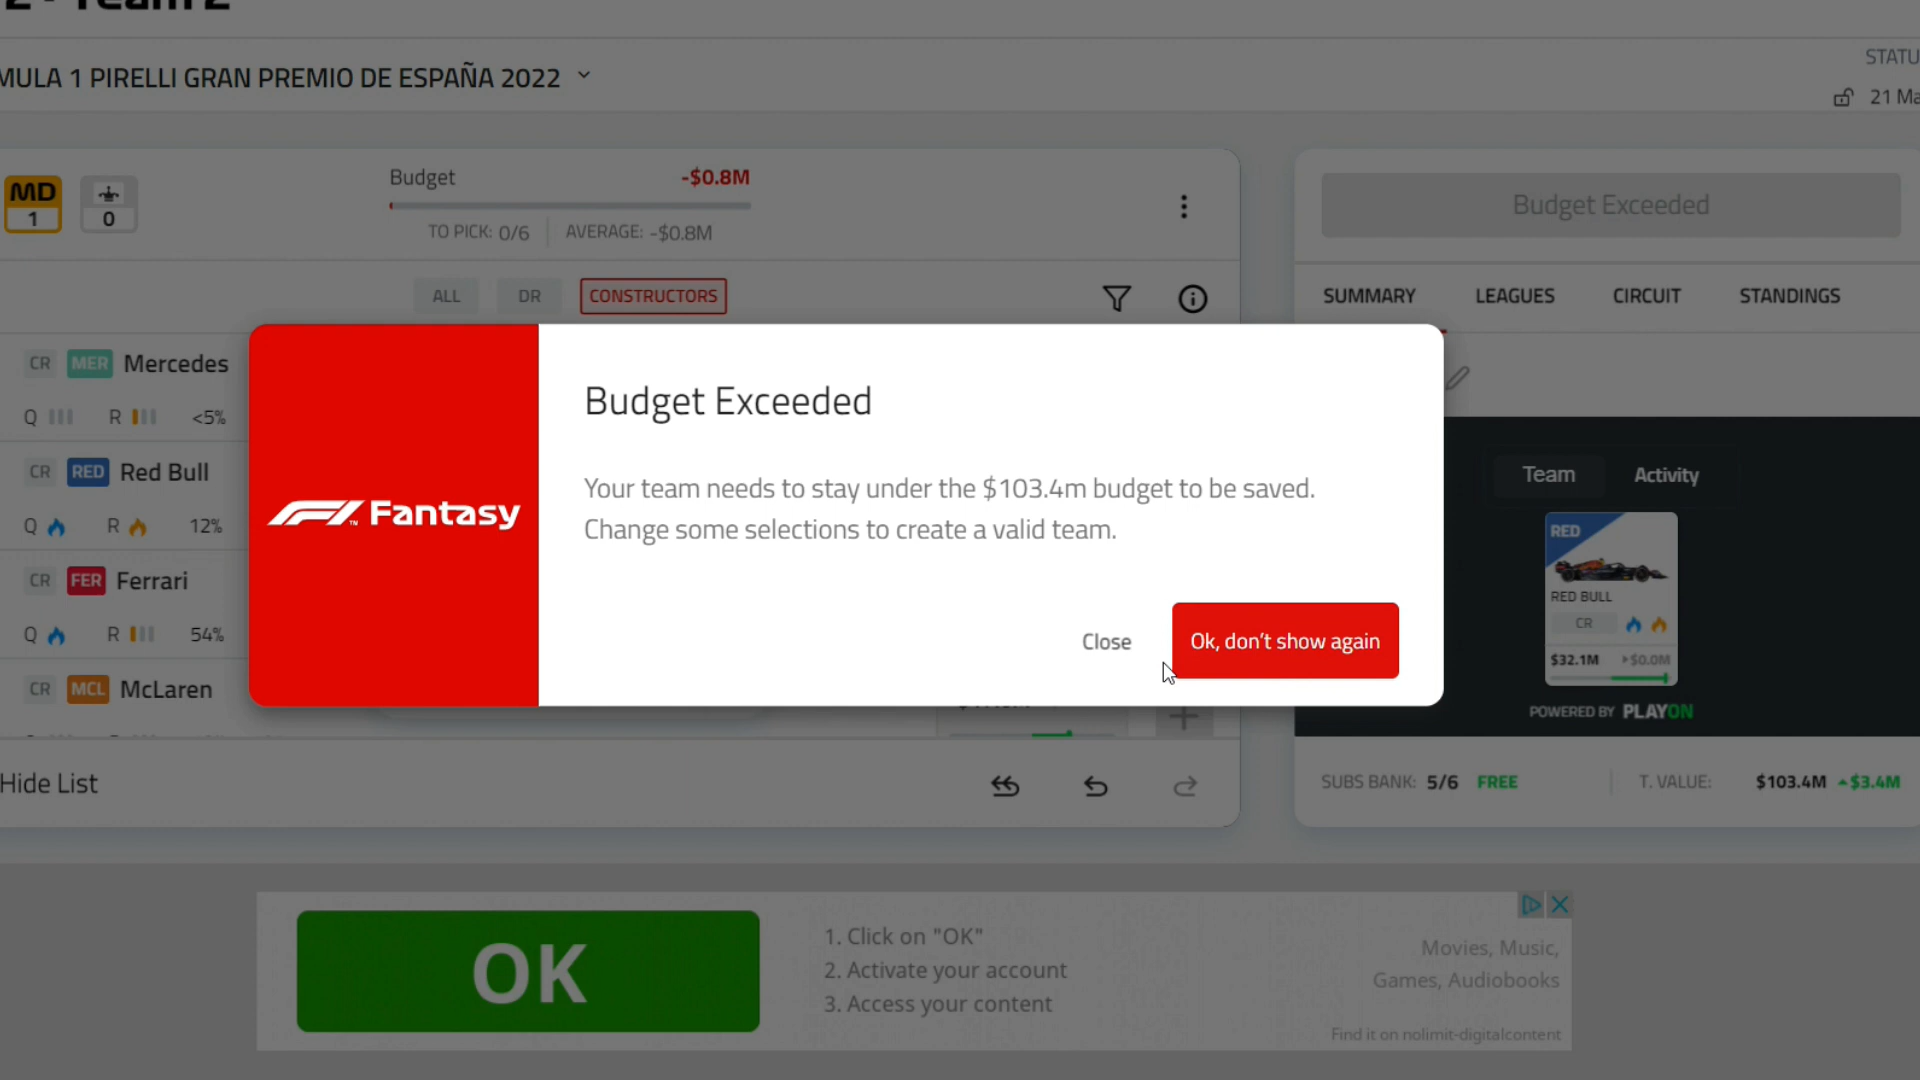 MULA 1 PIRELLI GRAN PREMIO DE ESPAÑA 2022
STATU
21 Ma
MD
1
0
Budget
-$0.8M
TO PICK: 0/6
AVERAGE: -$0.8M
Budget Exceeded
ALL
DR
CONSTRUCTORS
SUMMARY
LEAGUES
CIRCUIT
STANDINGS
CR MER Mercedes
Q R <5%
CR RED Red Bull
Q R 12%
CR FER Ferrari
Q R 54%
CR MCL McLaren
F1 Fantasy
Budget Exceeded
Your team needs to stay under the $103.4m budget to be saved.
Change some selections to create a valid team.
Close
Ok, don't show again
Team
Activity
RED
RED BULL
CR
$32.1M
$0.0M
POWERED BY PLAYON
Hide List
SUBS BANK: 5/6 FREE
T. VALUE: $103.4M $3.4M
OK
1. Click on "OK"
2. Activate your account
3. Access your content
Movies, Music,
Games, Audiobooks
Find it on nolimit-digitalcontent